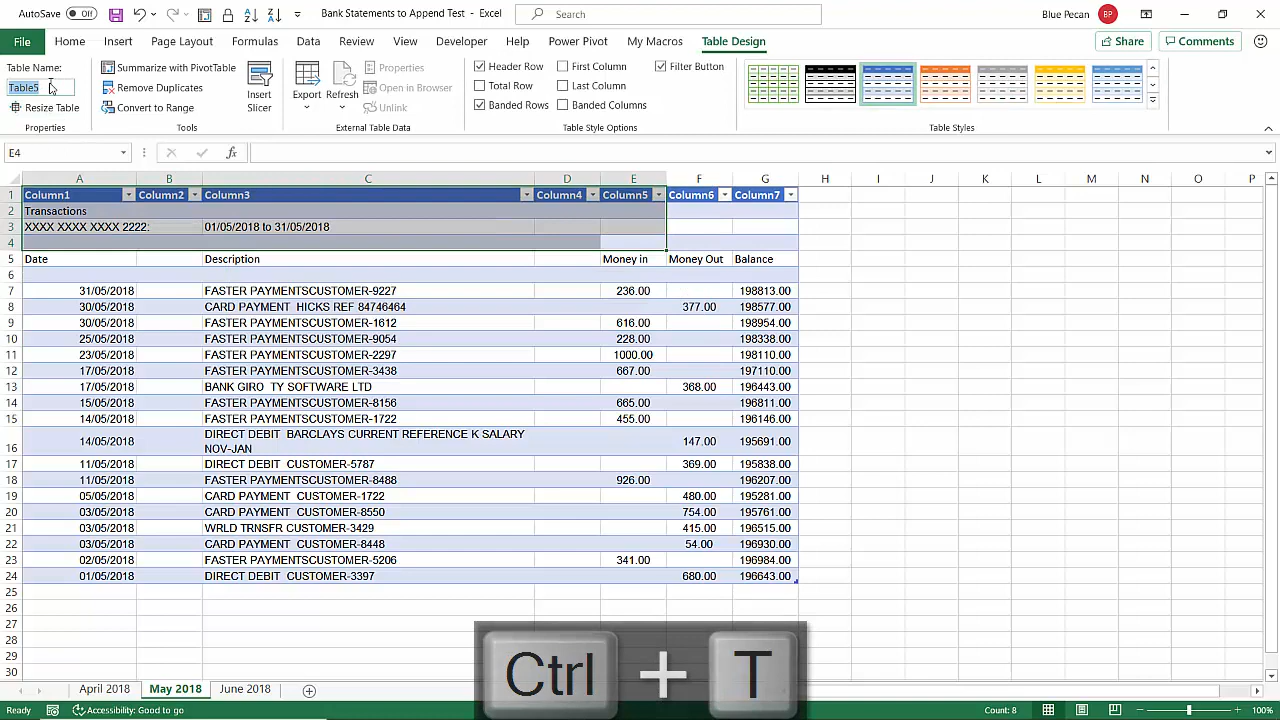 AutoSave Off Bank Statements to Append Test - Excel Search Blue Pecan BP
File Home Insert Page Layout Formulas Data Review View Developer Help Power Pivot My Macros Table Design Share Comments
Table Name:
Table5
Resize Table
Properties
Summarize with PivotTable
Remove Duplicates
Convert to Range
Insert
Slicer
Tools
Export
Refresh
Properties
Open in Browser
Unlink
External Table Data
Header Row
Total Row
Banded Rows
First Column
Last Column
Banded Columns
Filter Button
Table Style Options
Table Styles
E4 fx
A B C D E F G H I J K L M N O P
1 Column1 Column2 Column3 Column4 Column5 Column6 Column7
2 Transactions
3 XXXX XXXX XXXX 2222: 01/05/2018 to 31/05/2018
4
5 Date Description Money in Money Out Balance
6
7 31/05/2018 FASTER PAYMENTSCUSTOMER-9227 236.00 198813.00
8 30/05/2018 CARD PAYMENT HICKS REF 84746464 377.00 198577.00
9 30/05/2018 FASTER PAYMENTSCUSTOMER-1612 616.00 198954.00
10 25/05/2018 FASTER PAYMENTSCUSTOMER-9054 228.00 198338.00
11 23/05/2018 FASTER PAYMENTSCUSTOMER-2297 1000.00 198110.00
12 17/05/2018 FASTER PAYMENTSCUSTOMER-3438 667.00 197110.00
13 17/05/2018 BANK GIRO TY SOFTWARE LTD 368.00 196443.00
14 15/05/2018 FASTER PAYMENTSCUSTOMER-8156 665.00 196811.00
15 14/05/2018 FASTER PAYMENTSCUSTOMER-1722 455.00 196146.00
16 14/05/2018 DIRECT DEBIT BARCLAYS CURRENT REFERENCE K SALARY 147.00 195691.00
NOV-JAN
17 11/05/2018 DIRECT DEBIT CUSTOMER-5787 369.00 195838.00
18 11/05/2018 FASTER PAYMENTSCUSTOMER-8488 926.00 196207.00
19 05/05/2018 CARD PAYMENT CUSTOMER-1722 480.00 195281.00
20 03/05/2018 CARD PAYMENT CUSTOMER-8550 754.00 195761.00
21 03/05/2018 WRLD TRNSFR CUSTOMER-3429 415.00 196515.00
22 03/05/2018 CARD PAYMENT CUSTOMER-8448 54.00 196930.00
23 02/05/2018 FASTER PAYMENTSCUSTOMER-5206 341.00 196984.00
24 01/05/2018 DIRECT DEBIT CUSTOMER-3397 680.00 196643.00
25
26
27
28
29
30
Ctrl + T
April 2018 May 2018 June 2018
Ready Accessibility: Good to go Count: 8 100%